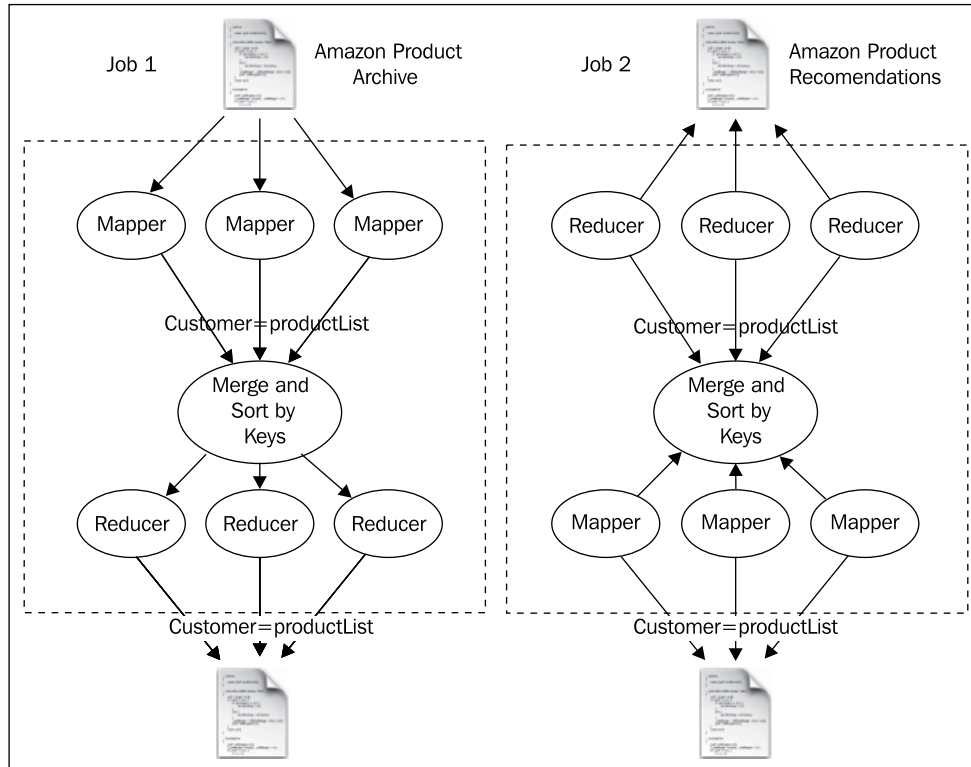 Job 1
Amazon Product
Archive
Mapper
Mapper
Mapper
Customer=productList
Merge and
Sort by
Keys
Reducer
Reducer
Reducer
Customer=productList
Job 2
Amazon Product
Recomendations
Reducer
Reducer
Reducer
Customer=productList
Merge and
Sort by
Keys
Mapper
Mapper
Mapper
Customer=productList